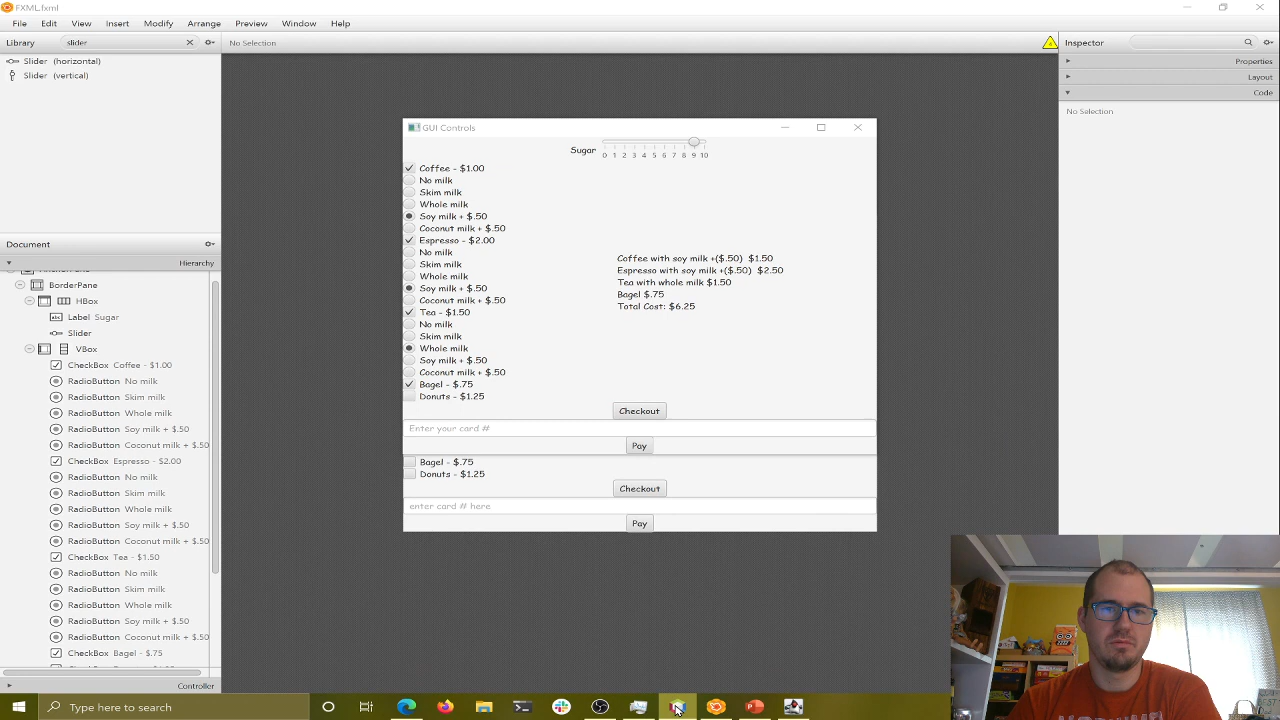 FXML.fxml
File Edit View Insert Modify Arrange Preview Window Help
Library slider
No Selection
Inspector
Slider (horizontal)
Slider (vertical)
Properties
Layout
Code
No Selection
GUI Controls
Sugar
0 1 2 3 4 5 6 7 8 9 10
Coffee - $1.00
No milk
Skim milk
Whole milk
Soy milk + $.50
Coconut milk + $.50
Espresso - $2.00
No milk
Skim milk
Whole milk
Soy milk + $.50
Coconut milk + $.50
Tea - $1.50
No milk
Skim milk
Whole milk
Soy milk + $.50
Coconut milk + $.50
Bagel - $.75
Donuts - $1.25
Coffee with soy milk +($.50) $1.50
Espresso with soy milk +($.50) $2.50
Tea with whole milk $1.50
Bagel $.75
Total Cost: $6.25
Checkout
Enter your card #
Pay
Bagel - $.75
Donuts - $1.25
Checkout
enter card # here
Pay
Document
Hierarchy
BorderPane
HBox
Label Sugar
Slider
VBox
CheckBox Coffee - $1.00
RadioButton No milk
RadioButton Skim milk
RadioButton Whole milk
RadioButton Soy milk + $.50
RadioButton Coconut milk + $.50
CheckBox Espresso - $2.00
RadioButton No milk
RadioButton Skim milk
RadioButton Whole milk
RadioButton Soy milk + $.50
RadioButton Coconut milk + $.50
CheckBox Tea - $1.50
RadioButton No milk
RadioButton Skim milk
RadioButton Whole milk
RadioButton Soy milk + $.50
RadioButton Coconut milk + $.50
CheckBox Bagel - $.75
Controller
Type here to search